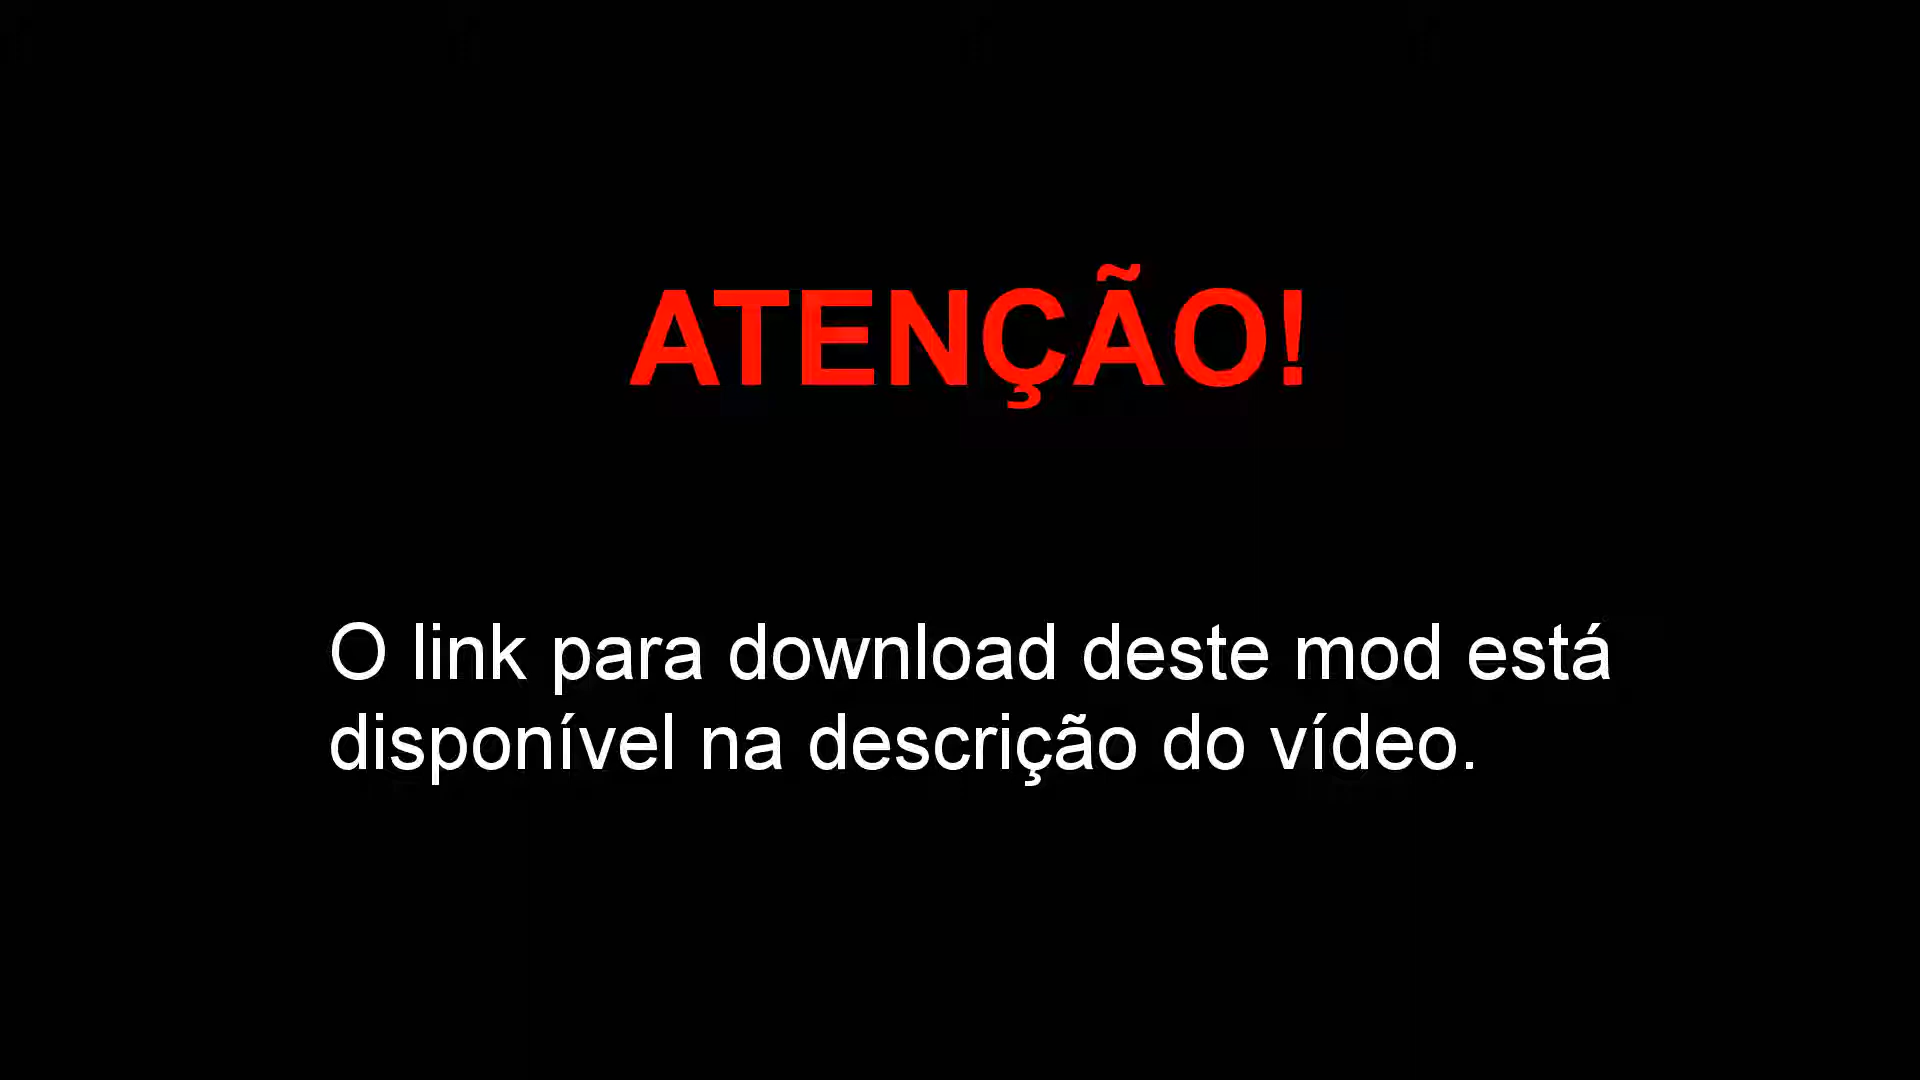 ATENÇÃO!
O link para download deste mod está
disponível na descrição do vídeo.